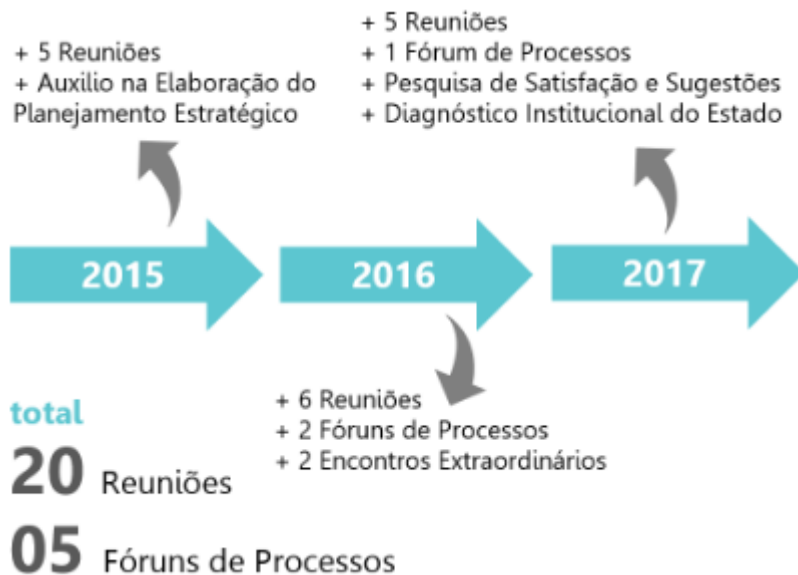 + 5 Reuniões
+ Auxilio na Elaboração do
Planejamento Estratégico
+ 5 Reuniões
+ 1 Fórum de Processos
+ Pesquisa de Satisfação e Sugestões
+ Diagnóstico Institucional do Estado
2015
2016
2017
+ 6 Reuniões
+ 2 Fóruns de Processos
+ 2 Encontros Extraordinários
total
20 Reuniões
05 Fóruns de Processos